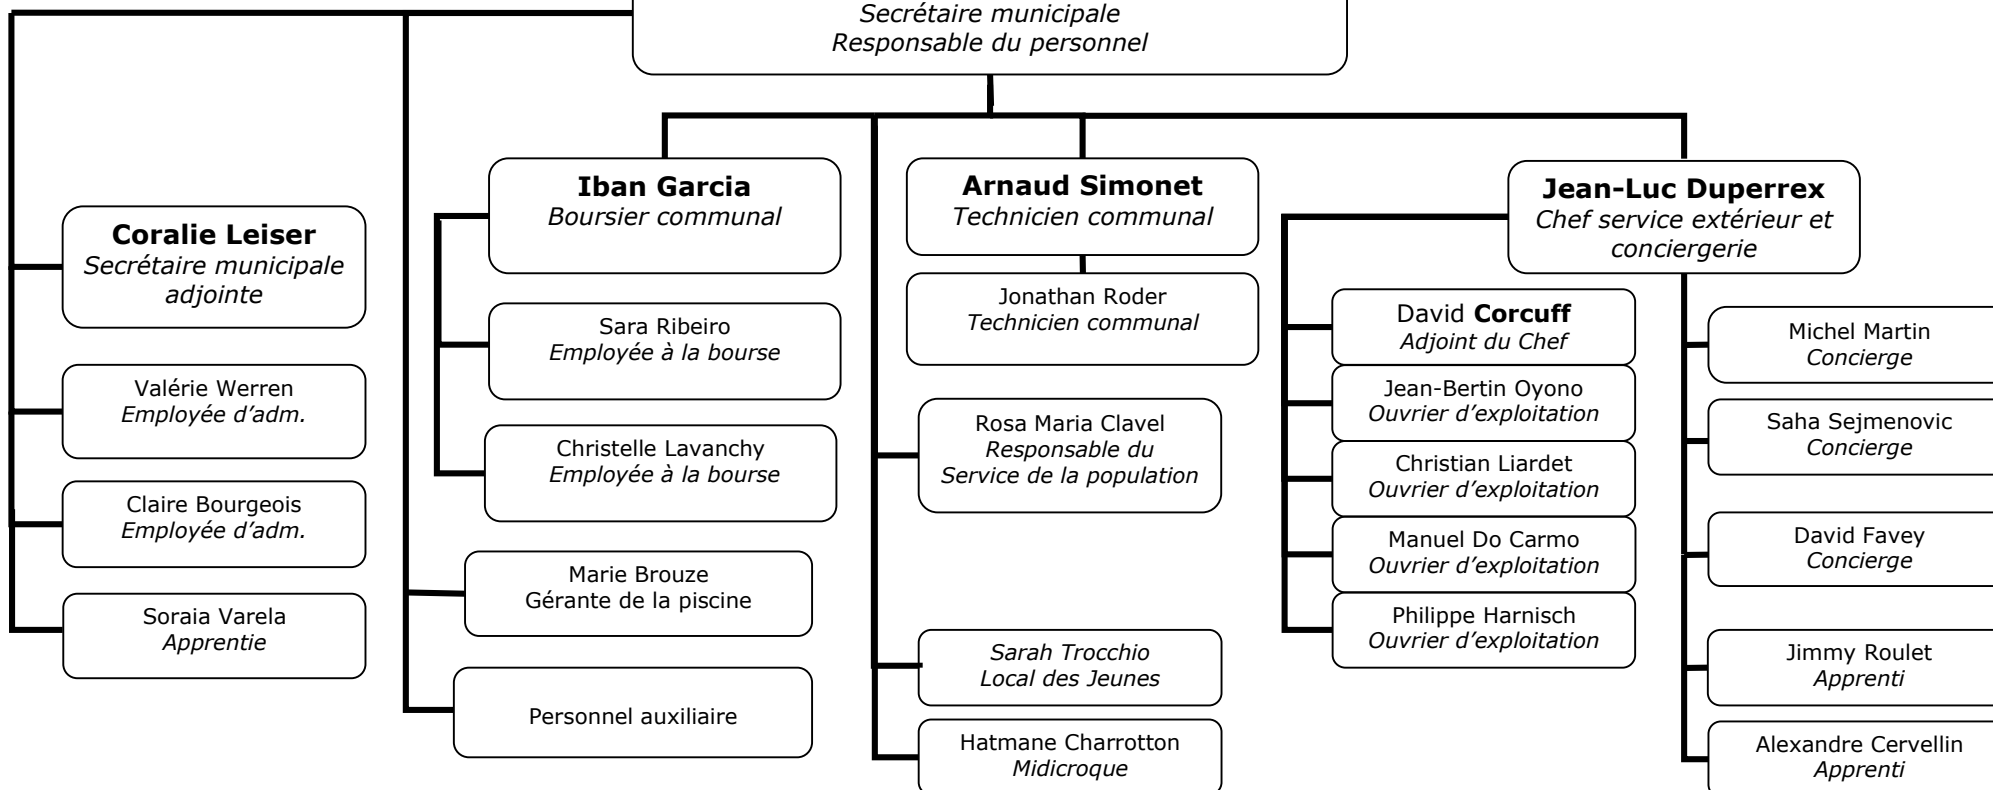 Secrétaire municipale
Responsable du personnel
Coralie Leiser
Secrétaire municipale
adjointe
Valérie Werren
Employée d’adm.
Claire Bourgeois
Employée d’adm.
Soraia Varela
Apprentie
Iban Garcia
Boursier communal
Sara Ribeiro
Employée à la bourse
Christelle Lavanchy
Employée à la bourse
Marie Brouze
Gérante de la piscine
Personnel auxiliaire
Arnaud Simonet
Technicien communal
Jonathan Roder
Technicien communal
Rosa Maria Clavel
Responsable du
Service de la population
Sarah Trocchio
Local des Jeunes
Hatmane Charrotton
Midicroque
Jean-Luc Duperrex
Chef service extérieur et
conciergerie
David Corcuff
Adjoint du Chef
Jean-Bertin Oyono
Ouvrier d’exploitation
Christian Liardet
Ouvrier d’exploitation
Manuel Do Carmo
Ouvrier d’exploitation
Philippe Harnisch
Ouvrier d’exploitation
Michel Martin
Concierge
Saha Sejmenovic
Concierge
David Favey
Concierge
Jimmy Roulet
Apprenti
Alexandre Cervellin
Apprenti